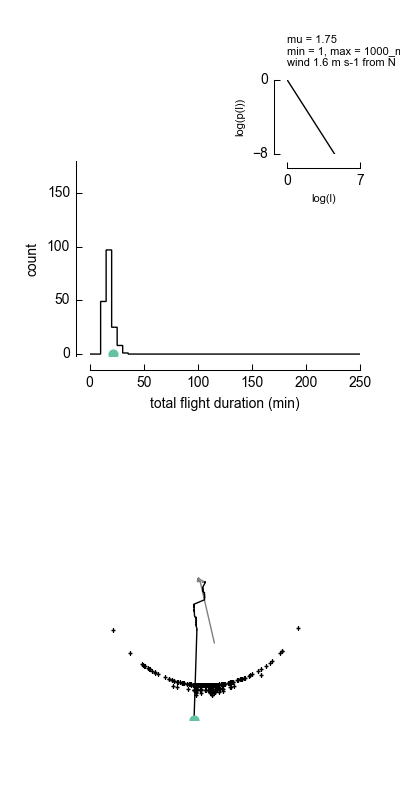 mu = 1.75
min = 1, max = 1000_m
wind 1.6 m s-1 from N
0
−8
log(p(l))
0 7
log(l)
150
100
50
0
count
0 50 100 150 200 250
total flight duration (min)